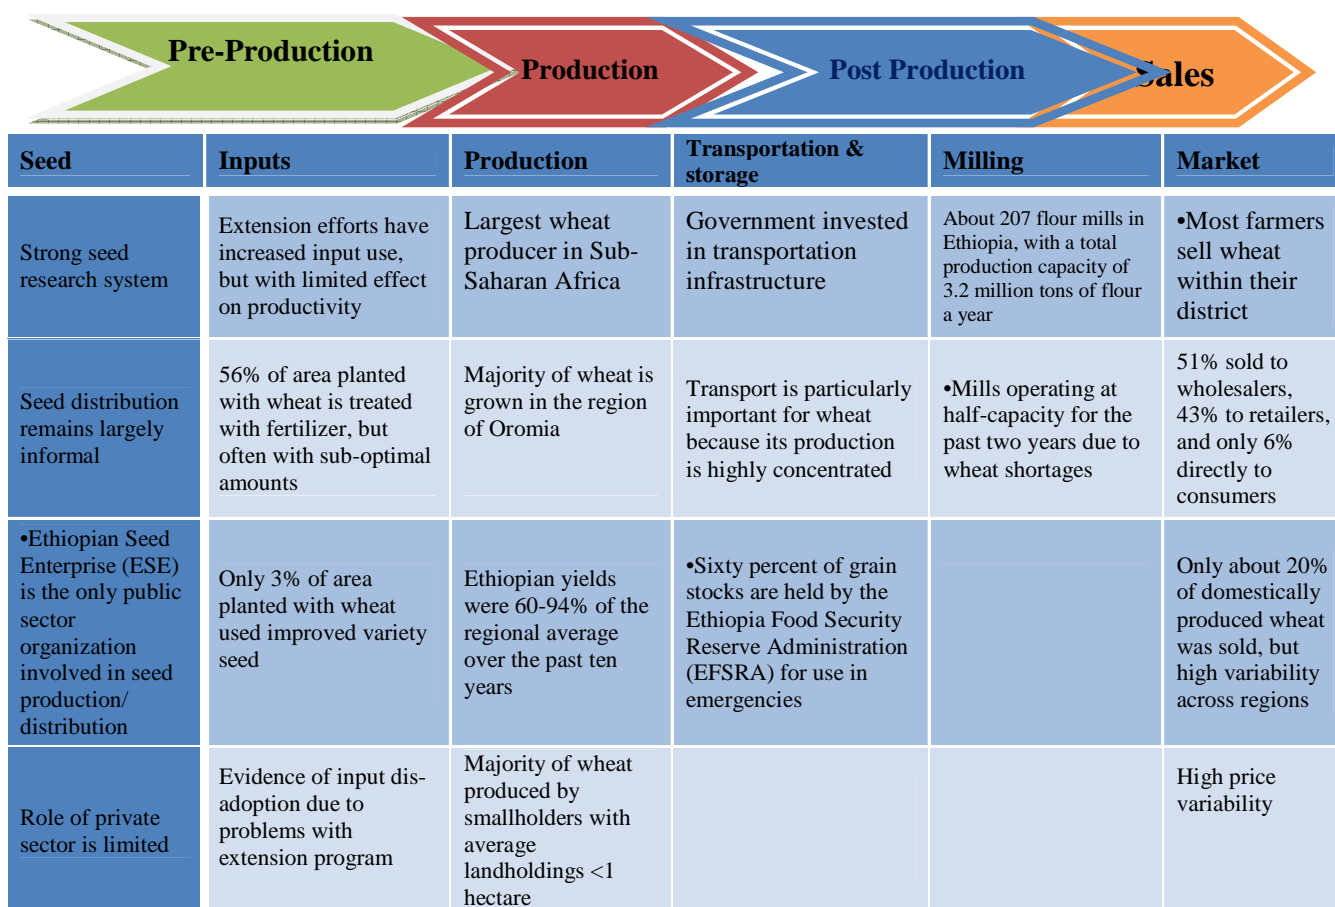 Pre-Production
Production
Post Production
Sales
Seed
Inputs
Production
Transportation &
storage
Milling
Market
Strong seed
research system
Extension efforts have
increased input use,
but with limited effect
on productivity
Largest wheat
producer in Sub-
Saharan Africa
Government invested
in transportation
infrastructure
About 207 flour mills in
Ethiopia, with a total
production capacity of
3.2 million tons of flour
a year
•Most farmers
sell wheat
within their
district
Seed distribution
remains largely
informal
56% of area planted
with wheat is treated
with fertilizer, but
often with sub-optimal
amounts
Majority of wheat is
grown in the region
of Oromia
Transport is particularly
important for wheat
because its production
is highly concentrated
•Mills operating at
half-capacity for the
past two years due to
wheat shortages
51% sold to
wholesalers,
43% to retailers,
and only 6%
directly to
consumers
•Ethiopian Seed
Enterprise (ESE)
is the only public
sector
organization
involved in seed
production/
distribution
Only 3% of area
planted with wheat
used improved variety
seed
Ethiopian yields
were 60-94% of the
regional average
over the past ten
years
•Sixty percent of grain
stocks are held by the
Ethiopia Food Security
Reserve Administration
(EFSRA) for use in
emergencies
Only about 20%
of domestically
produced wheat
was sold, but
high variability
across regions
Role of private
sector is limited
Evidence of input dis-
adoption due to
problems with
extension program
Majority of wheat
produced by
smallholders with
average
landholdings <1
hectare
High price
variability